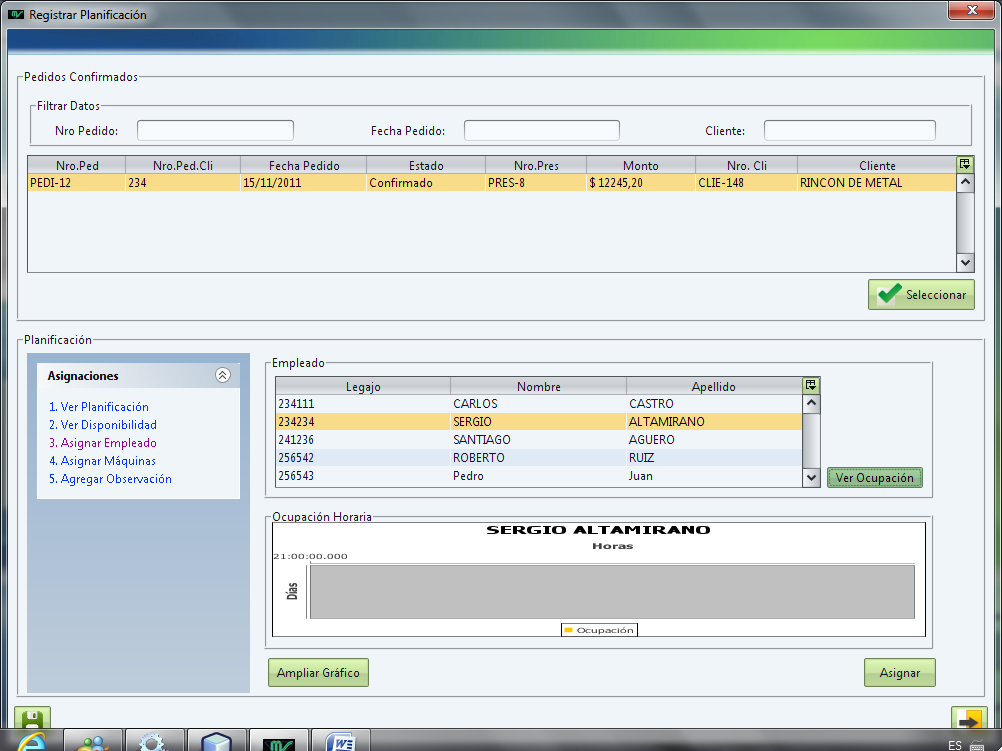 Registrar Planificación
Pedidos Confirmados
Filtrar Datos
Nro Pedido: Fecha Pedido: Cliente:
Nro.Ped Nro.Ped.Cli Fecha Pedido Estado Nro.Pres Monto Nro. Cli Cliente
PEDI-12 234 15/11/2011 Confirmado PRES-8 $ 12245,20 CLIE-148 RINCON DE METAL
Seleccionar
Planificación
Asignaciones
1. Ver Planificación
2. Ver Disponibilidad
3. Asignar Empleado
4. Asignar Máquinas
5. Agregar Observación
Empleado
Legajo Nombre Apellido
234111 CARLOS CASTRO
234234 SERGIO ALTAMIRANO
241236 SANTIAGO AGUERO
256542 ROBERTO RUIZ
256543 Pedro Juan
Ver Ocupación
Ocupación Horaria
SERGIO ALTAMIRANO
Horas
21:00:00.000
Días
Ocupación
Ampliar Gráfico
Asignar
ES